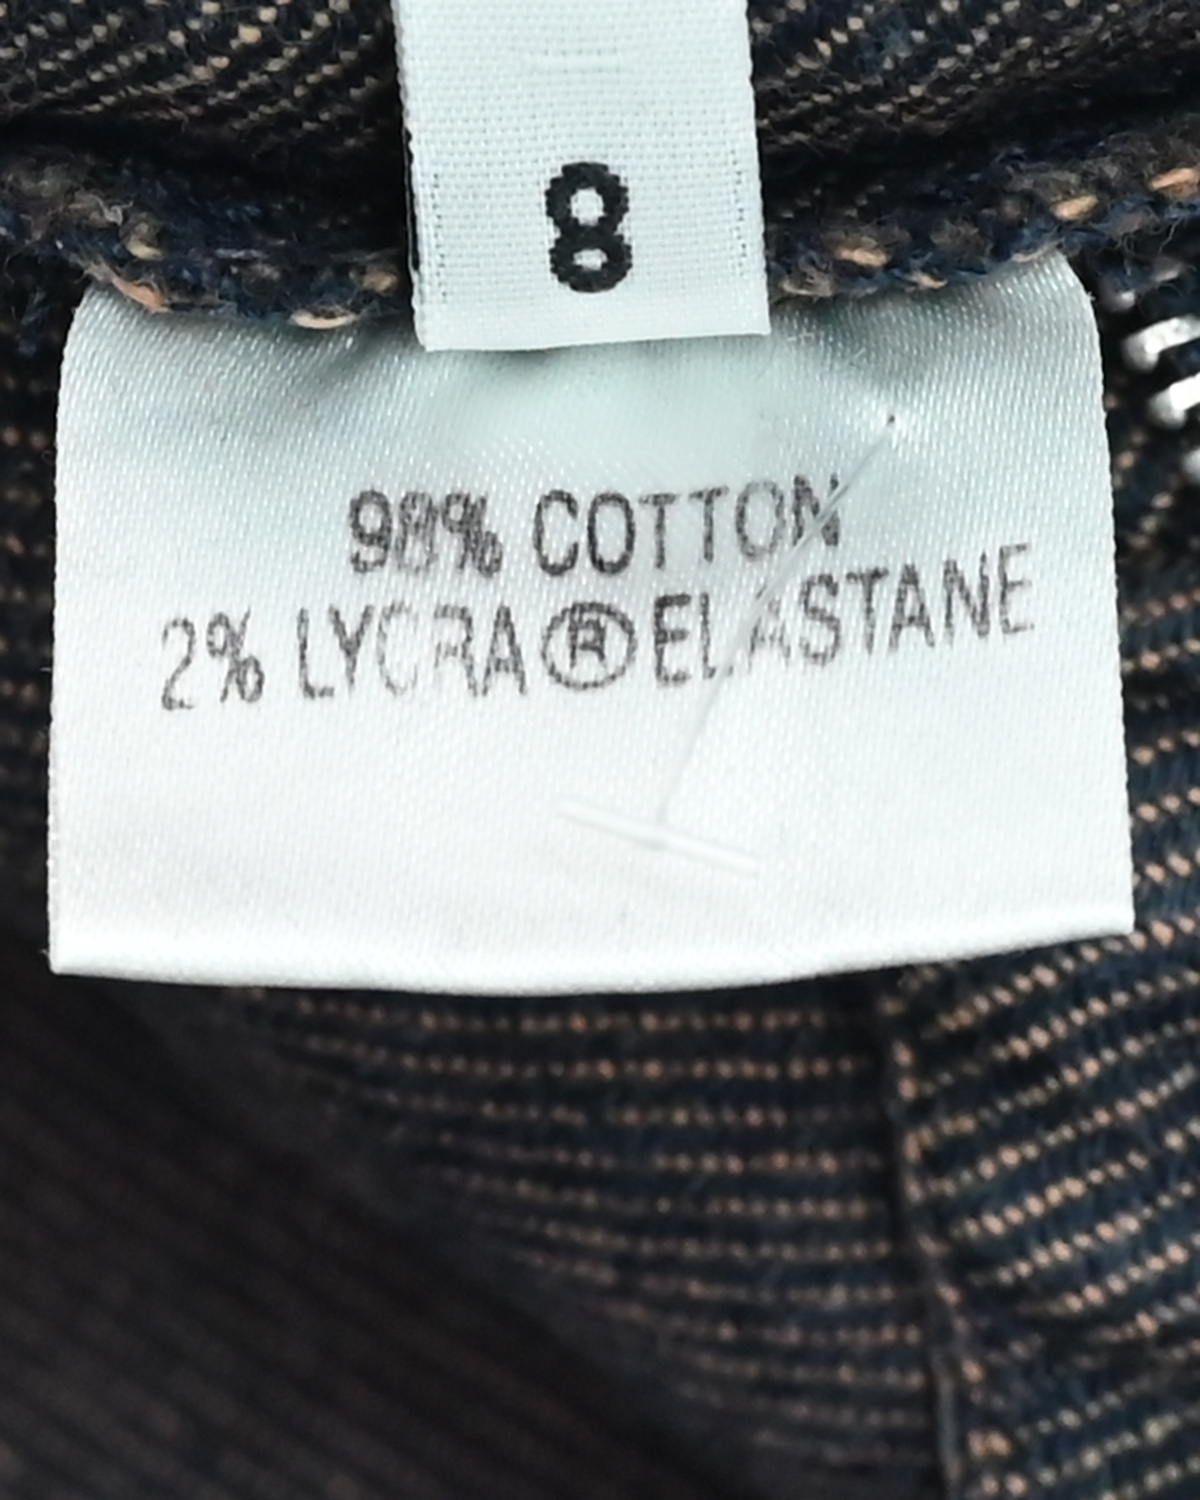 8
98% COTTON
2% LYCRA® ELASTANE